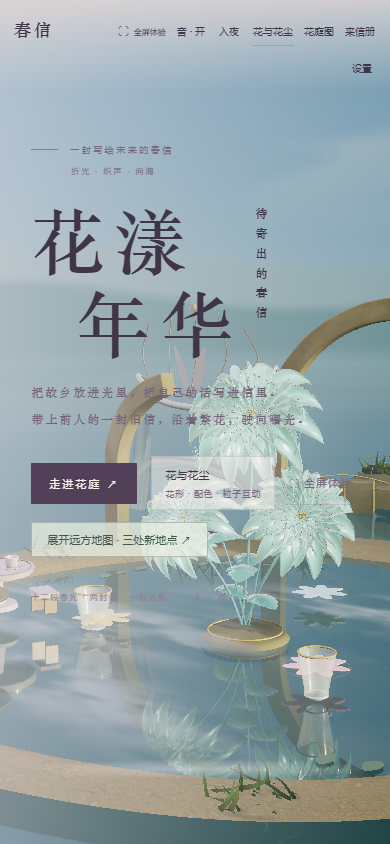 春信
全屏体验
音·开
入夜
花与花尘
花庭图
来信册
设置
一封写给未来的春信
折光·织声·向海
花漾
年华
待寄出的春信
把故乡放进光里，把自己的话写进信里。
带上前人的一封旧信，沿着繁花，驶向曙光。
走进花庭 ↗
花与花尘
花形·配色·粒子互动
全屏体验
展开远方地图·三处新地点 ↗